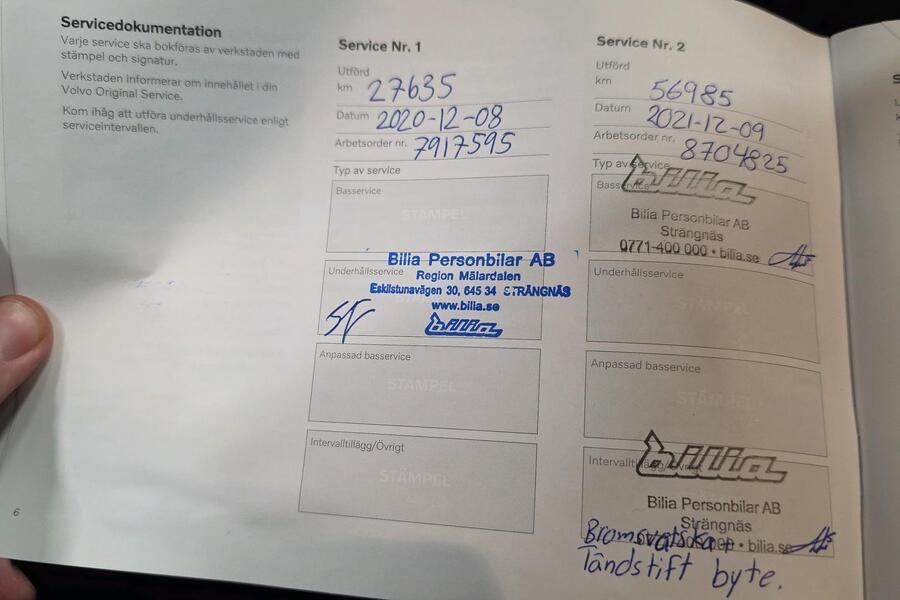 Servicedokumentation
Varje service ska bokföras av verkstaden med
stämpel och signatur.
Verkstaden informerar om innehållet i din
Volvo Original Service.
Kom ihåg att utföra underhållsservice enligt
serviceintervallen.
6
Service Nr. 1
Utförd
km 27635
Datum 2020-12-08
Arbetsorder nr. 7917595
Typ av service
Basservice
STÄMPEL
Underhållsservice
Bilia Personbilar AB
Region Mälardalen
Eskilstunavägen 30, 645 34 STRÄNGNÄS
www.bilia.se
bilia
Anpassad basservice
STÄMPEL
Intervalltillägg/Övrigt
STÄMPEL
Service Nr. 2
Utförd
km 56985
Datum 2021-12-09
Arbetsorder nr. 8704825
Typ av service
Basservice
bilia
Bilia Personbilar AB
Strängnäs
0771-400 000 • bilia.se
Underhållsservice
STÄMPEL
Anpassad basservice
STÄMPEL
Intervalltillägg/Övrigt
bilia
Bilia Personbilar AB
Strängnäs
• bilia.se
Bromsvätska +
Tändstift byte.